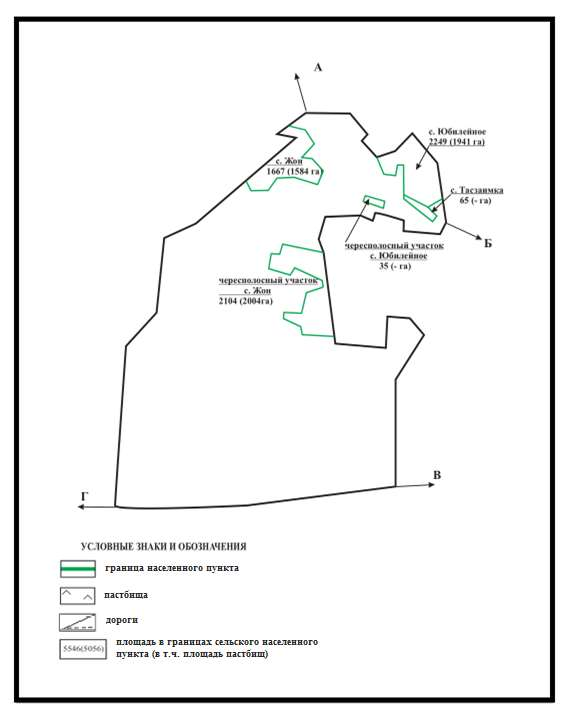 А
с. Юбилейное
2249 (1941 га)
с. Жон
1667 (1584 га)
с. Тасзаимка
65 (- га)
Б
чересполосный участок
с. Юбилейное
35 (- га)
чересполосный участок
с. Жон
2104 (2004га)
В
Г
УСЛОВНЫЕ ЗНАКИ И ОБОЗНАЧЕНИЯ
граница населенного пункта
пастбища
дороги
5546(5056)
площадь в границах сельского населенного
пункта (в т.ч. площадь пастбищ)